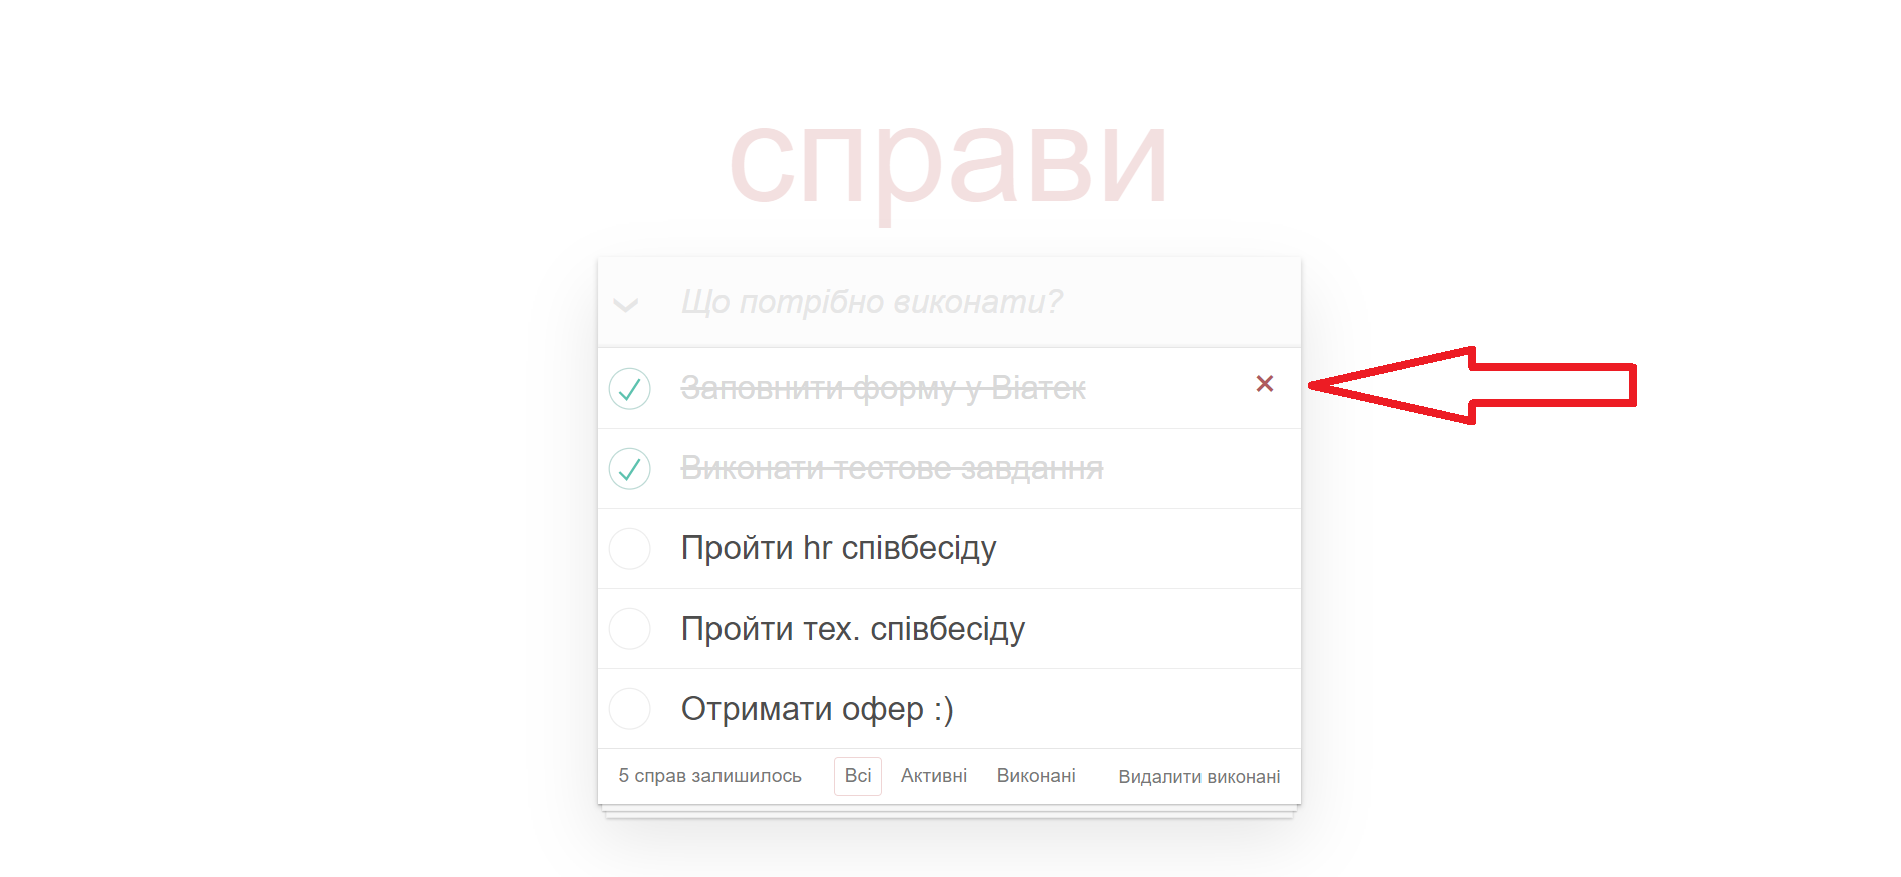 справи
Що потрібно виконати?
Заповнити форму у Віатек
Виконати тестове завдання
Пройти hr співбесіду
Пройти тех. співбесіду
Отримати офер :)
5 справ залишилось Всі Активні Виконані Видалити виконані